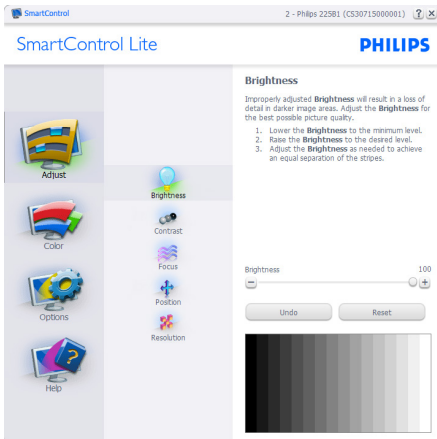 SmartControl
2 - Philips 225B1 (CS30715000001)
SmartControl Lite
PHILIPS
Adjust
Color
Options
Help
Brightness
Contrast
Focus
Position
Resolution
Brightness
Improperly adjusted Brightness will result in a loss of
detail in darker image areas. Adjust the Brightness for
the best possible picture quality.
1. Lower the Brightness to the minimum level.
2. Raise the Brightness to the desired level.
3. Adjust the Brightness as needed to achieve
an equal separation of the stripes.
Brightness 100
Undo Reset